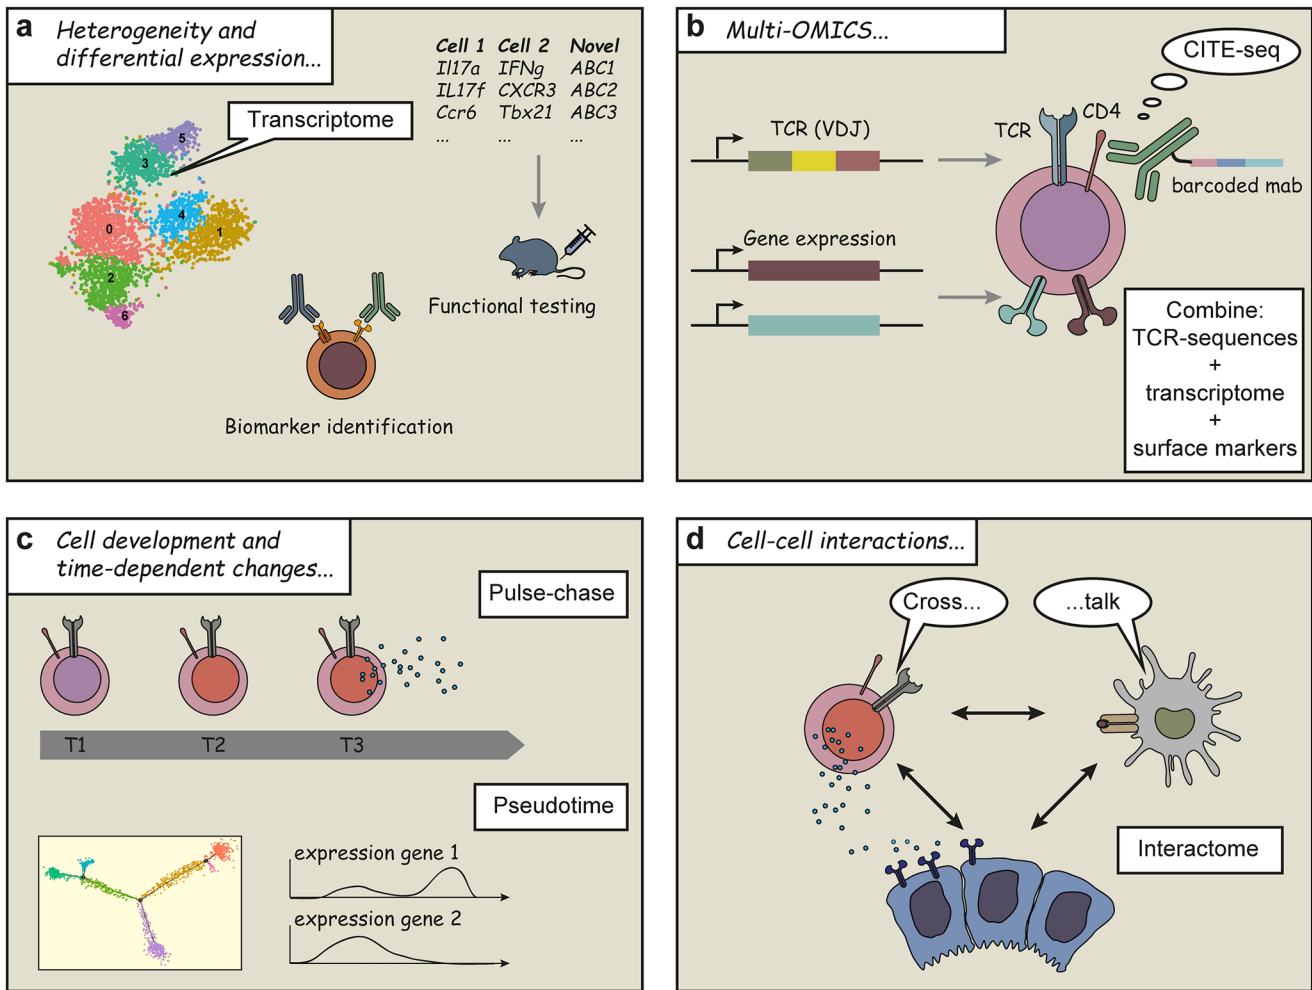 a Heterogeneity and
differential expression...
Cell 1 Cell 2 Novel
Il17a IFNg ABC1
IL17f CXCR3 ABC2
Ccr6 Tbx21 ABC3
... ... ...
Transcriptome
5
3
4
0
1
2
6
Functional testing
Biomarker identification
b Multi-OMICS...
CITE-seq
TCR (VDJ)
TCR
CD4
barcoded mab
Gene expression
Combine:
TCR-sequences
+
transcriptome
+
surface markers
c Cell development and
time-dependent changes...
Pulse-chase
T1 T2 T3
Pseudotime
expression gene 1
expression gene 2
d Cell-cell interactions...
Cross...
...talk
Interactome